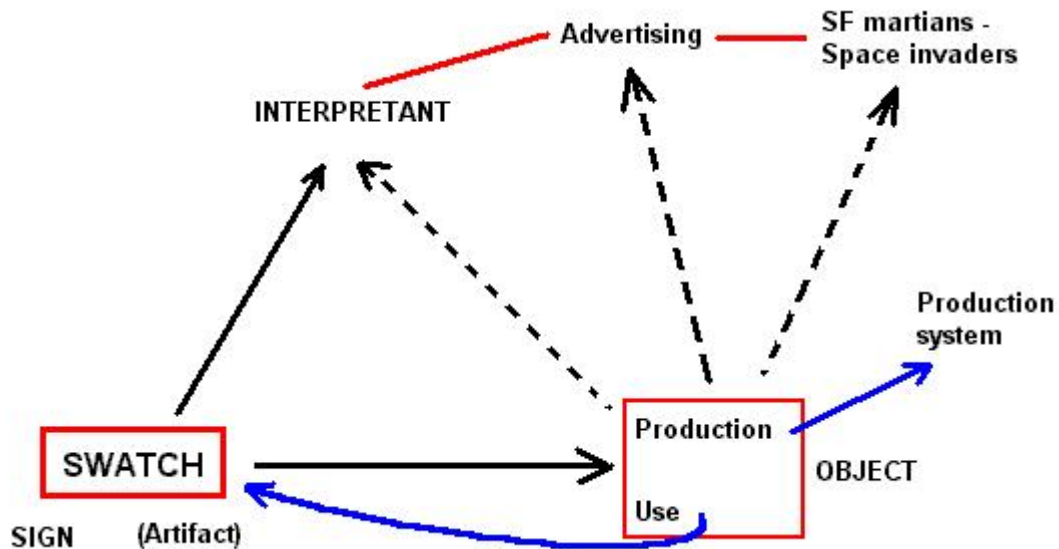 Advertising
SF martians -
Space invaders
INTERPRETANT
Production
system
Production
SWATCH
OBJECT
Use
SIGN
(Artifact)